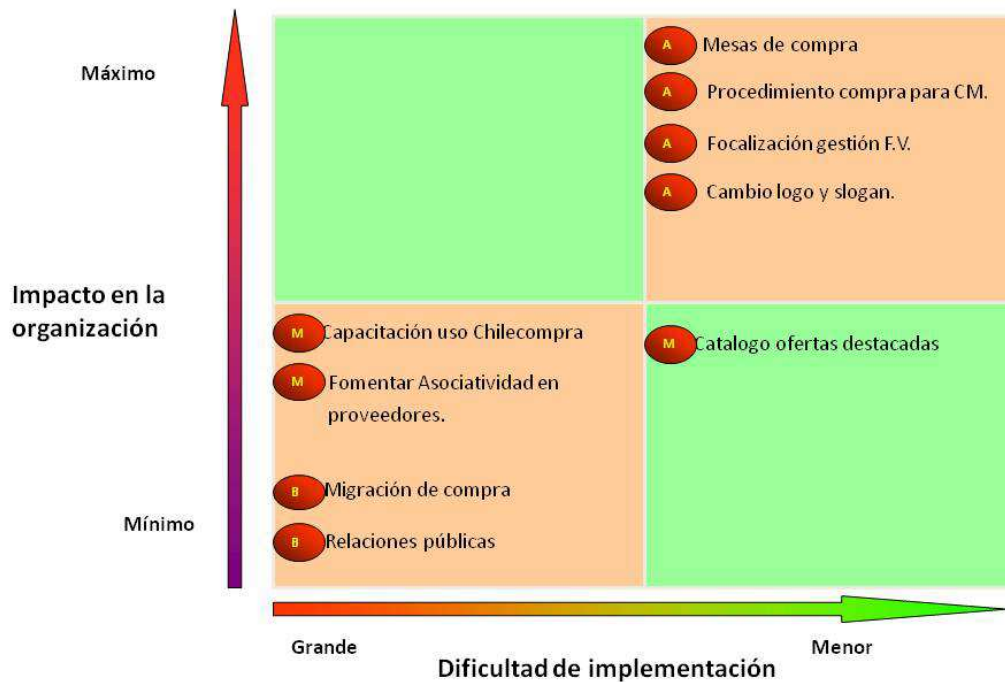 Máximo
A Mesas de compra
A Procedimiento compra para CM.
A Focalización gestión F.V.
A Cambio logo y slogan.
Impacto en la
organización
M Capacitación uso Chilecompra
M Fomentar Asociatividad en
proveedores.
M Catalogo ofertas destacadas
B Migración de compra
Mínimo
B Relaciones públicas
Grande
Menor
Dificultad de implementación